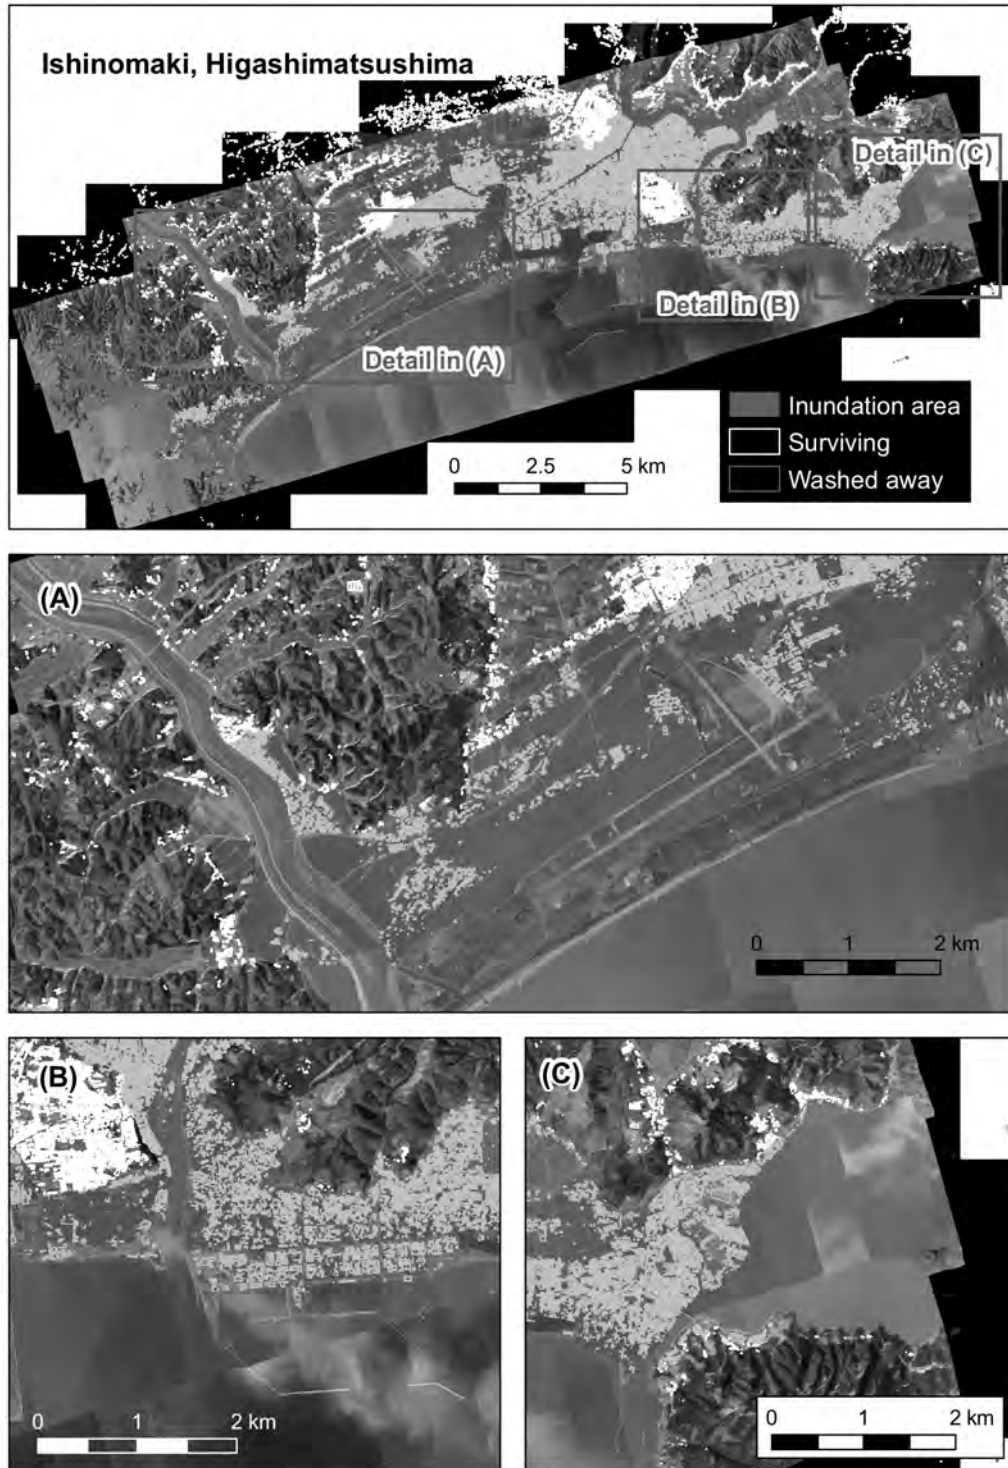 Ishinomaki, Higashimatsushima
Detail in (C)
Detail in (B)
Detail in (A)
Inundation area
Surviving
Washed away
0 2.5 5 km
(A)
0 1 2 km
(B)
0 1 2 km
(C)
0 1 2 km